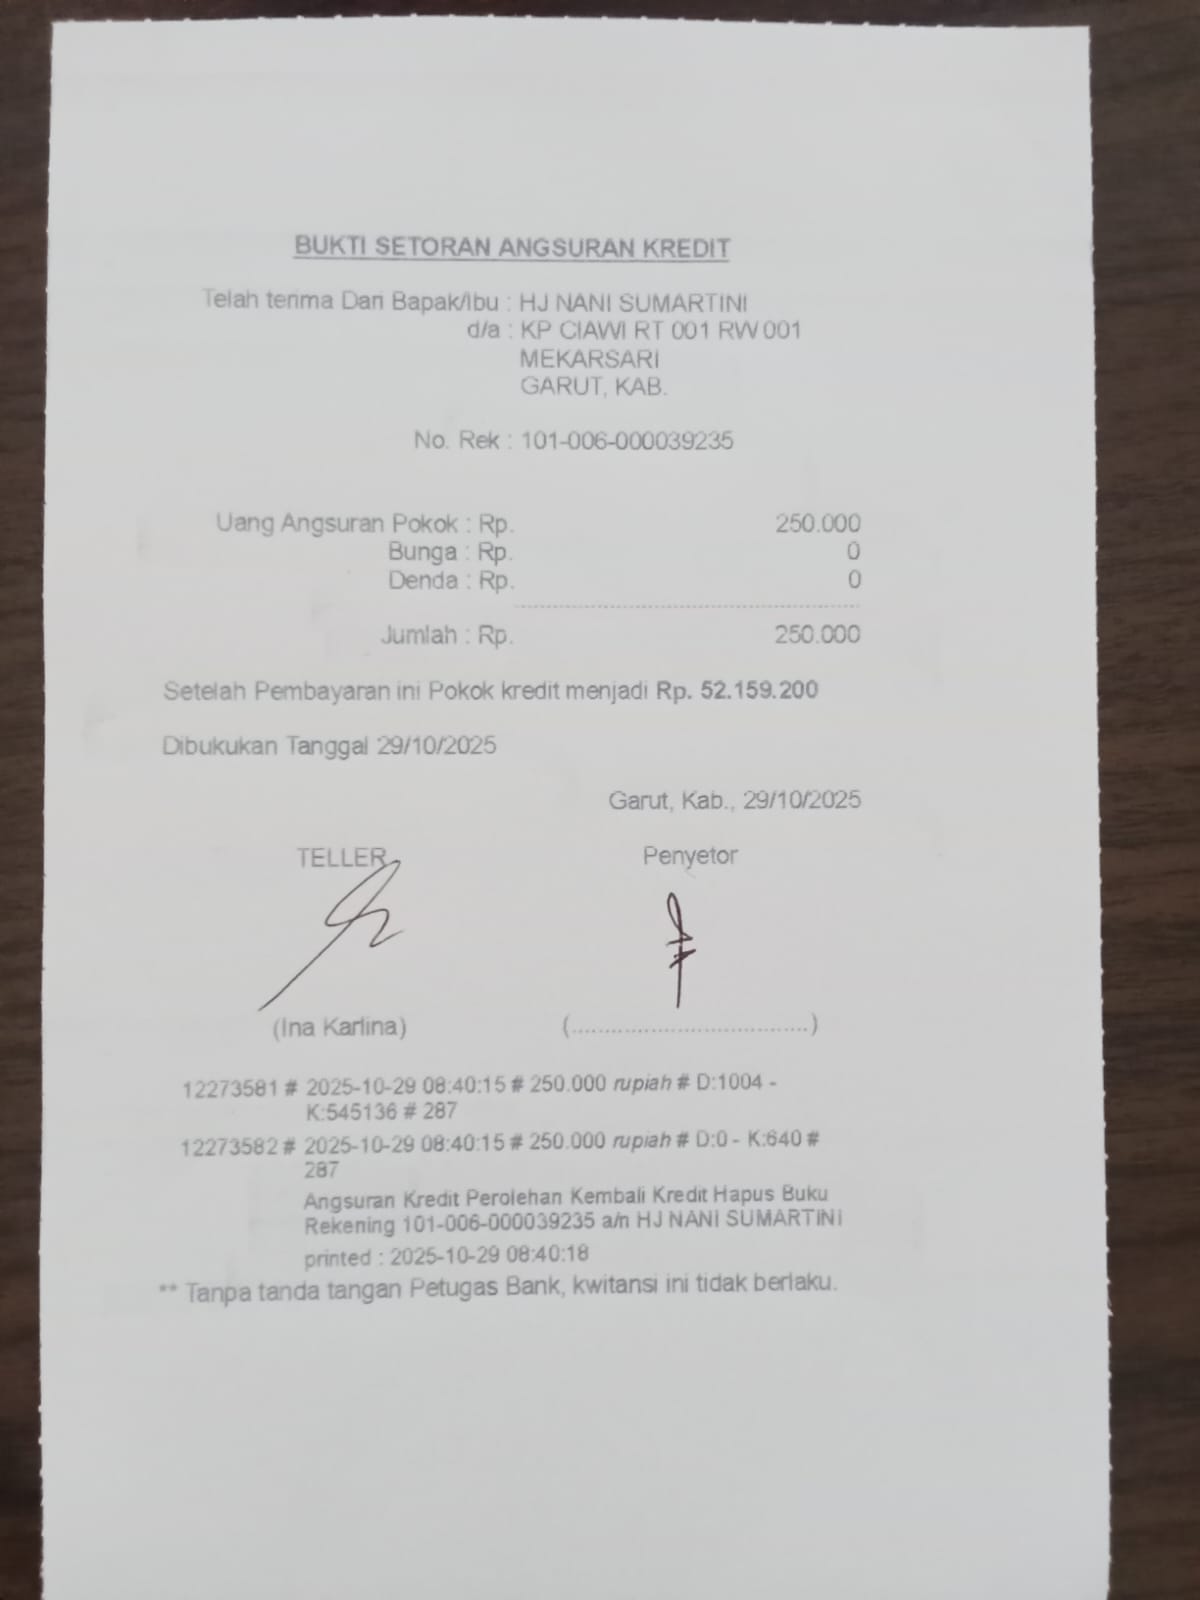 BUKTI SETORAN ANGSURAN KREDIT
Telah terima Dari Bapak/Ibu : HJ NANI SUMARTINI
d/a : KP CIAWI RT 001 RW 001
MEKARSARI
GARUT, KAB.
No. Rek : 101-006-000039235
Uang Angsuran Pokok : Rp. 250.000
Bunga : Rp. 0
Denda : Rp. 0
Jumlah : Rp. 250.000
Setelah Pembayaran ini Pokok kredit menjadi Rp. 52.159.200
Dibukukan Tanggal 29/10/2025
Garut, Kab., 29/10/2025
TELLER Penyetor
(Ina Karlina) (....................................)
12273581 # 2025-10-29 08:40:15 # 250.000 rupiah # D:1004 -
K:545136 # 287
12273582 # 2025-10-29 08:40:15 # 250.000 rupiah # D:0 - K:640 #
287
Angsuran Kredit Perolehan Kembali Kredit Hapus Buku
Rekening 101-006-000039235 a/n HJ NANI SUMARTINI
printed : 2025-10-29 08:40:18
** Tanpa tanda tangan Petugas Bank, kwitansi ini tidak berlaku.